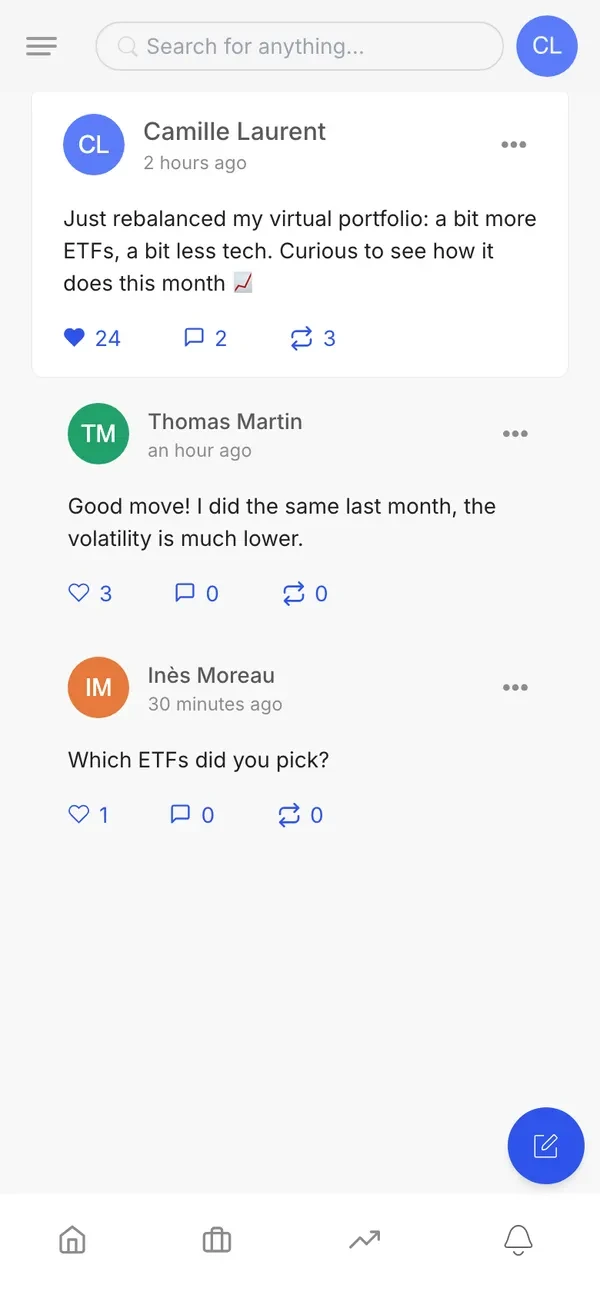 Search for anything...
CL
CL
Camille Laurent
2 hours ago
Just rebalanced my virtual portfolio: a bit more
ETFs, a bit less tech. Curious to see how it
does this month 📈
24
2
3
TM
Thomas Martin
an hour ago
Good move! I did the same last month, the
volatility is much lower.
3
0
0
IM
Inès Moreau
30 minutes ago
Which ETFs did you pick?
1
0
0